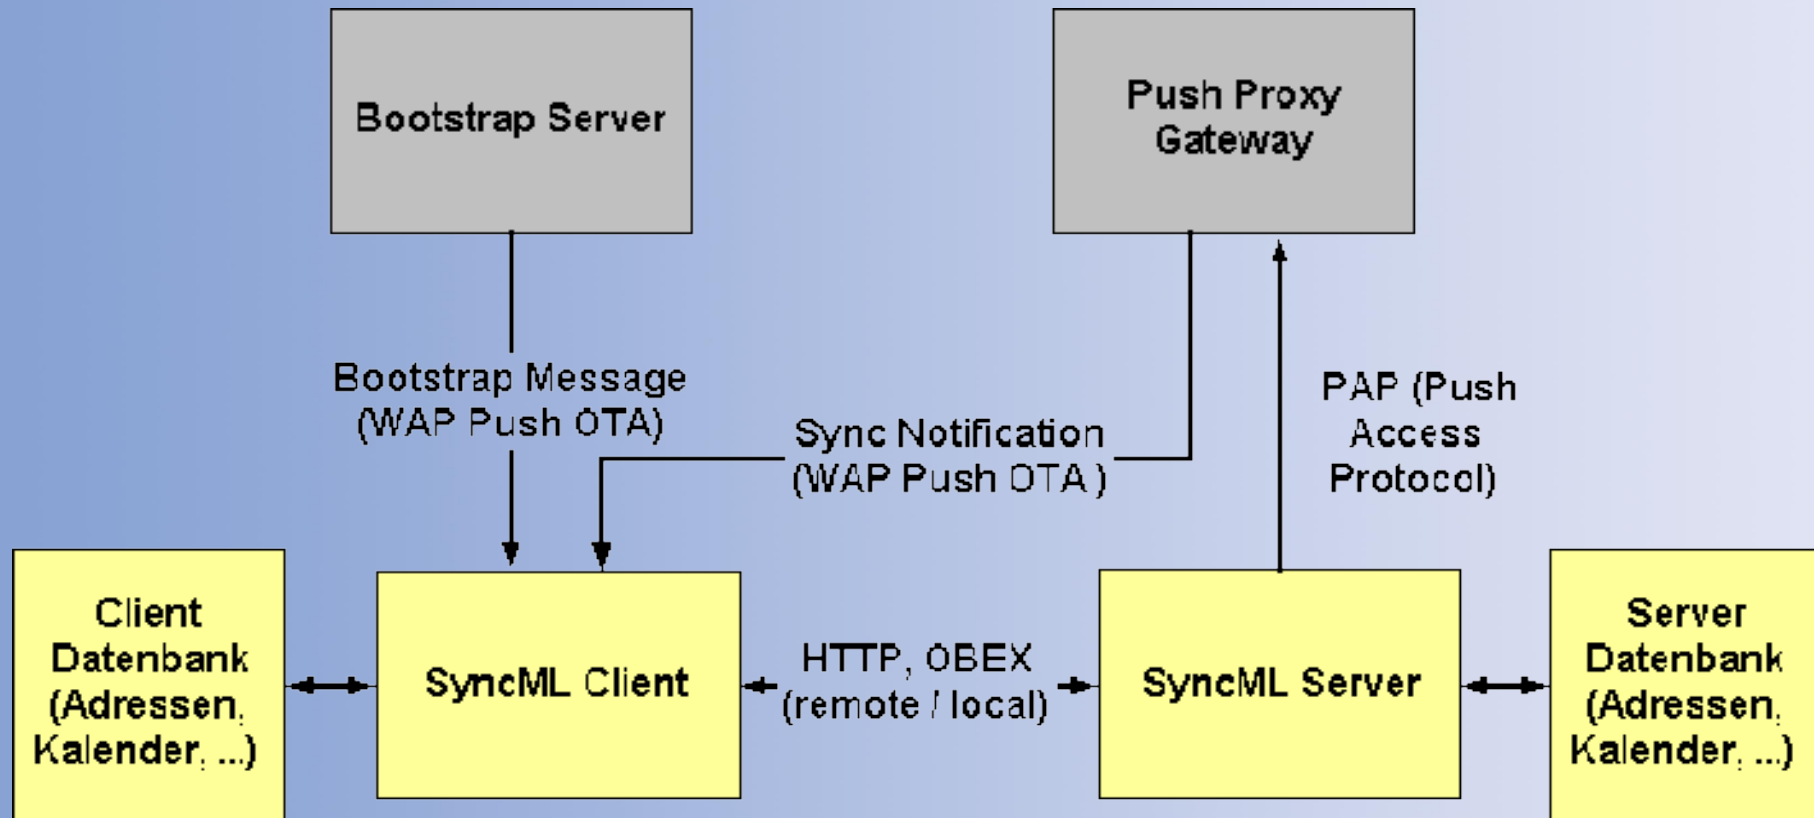 Bootstrap Server
Push Proxy
Gateway
Bootstrap Message
(WAP Push OTA)
Sync Notification
(WAP Push OTA )
PAP (Push
Access
Protocol)
Client
Datenbank
(Adressen,
Kalender, ...)
SyncML Client
HTTP, OBEX
(remote / local)
SyncML Server
Server
Datenbank
(Adressen,
Kalender, ...)